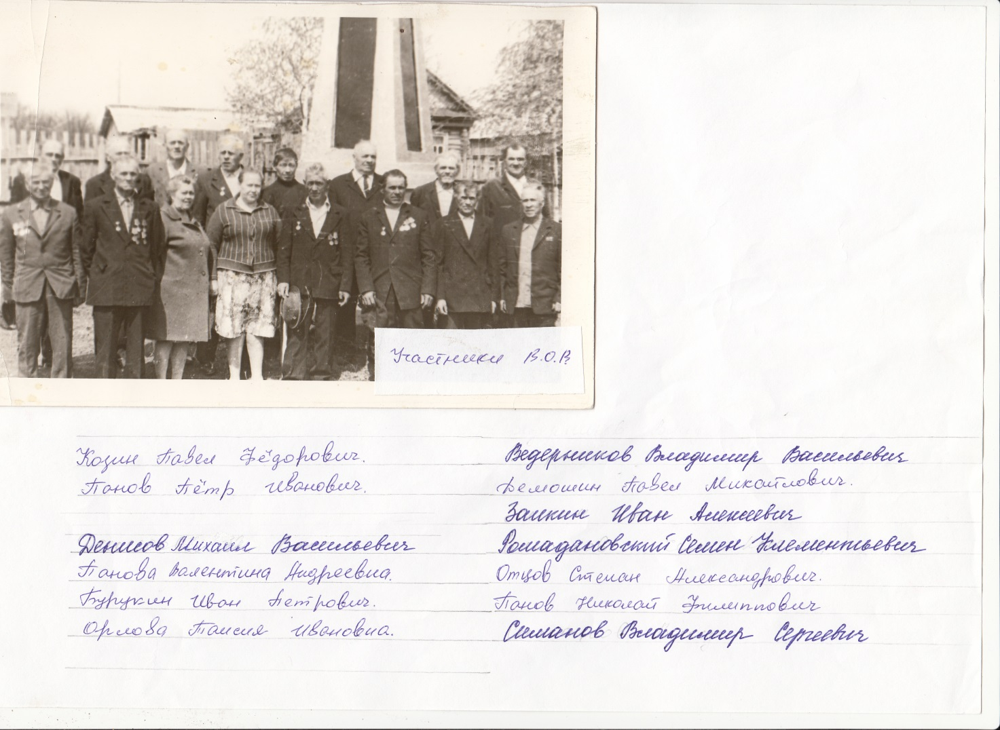 Участники В.О.В
Козин Павел Фёдорович.
Панов Пётр Иванович.
Денисов Михаил Васильевич
Панова Валентина Андреевна.
Бурукин Иван Петрович.
Орлова Таисия Ивановна.
Ведерников Владимир Васильевич
Демошин Павел Михайлович.
Заикин Иван Алексеевич
Ромадановский Семен Клементьевич
Отцов Степан Александрович.
Панов Николай Филиппович
Симанов Владимир Сергеевич